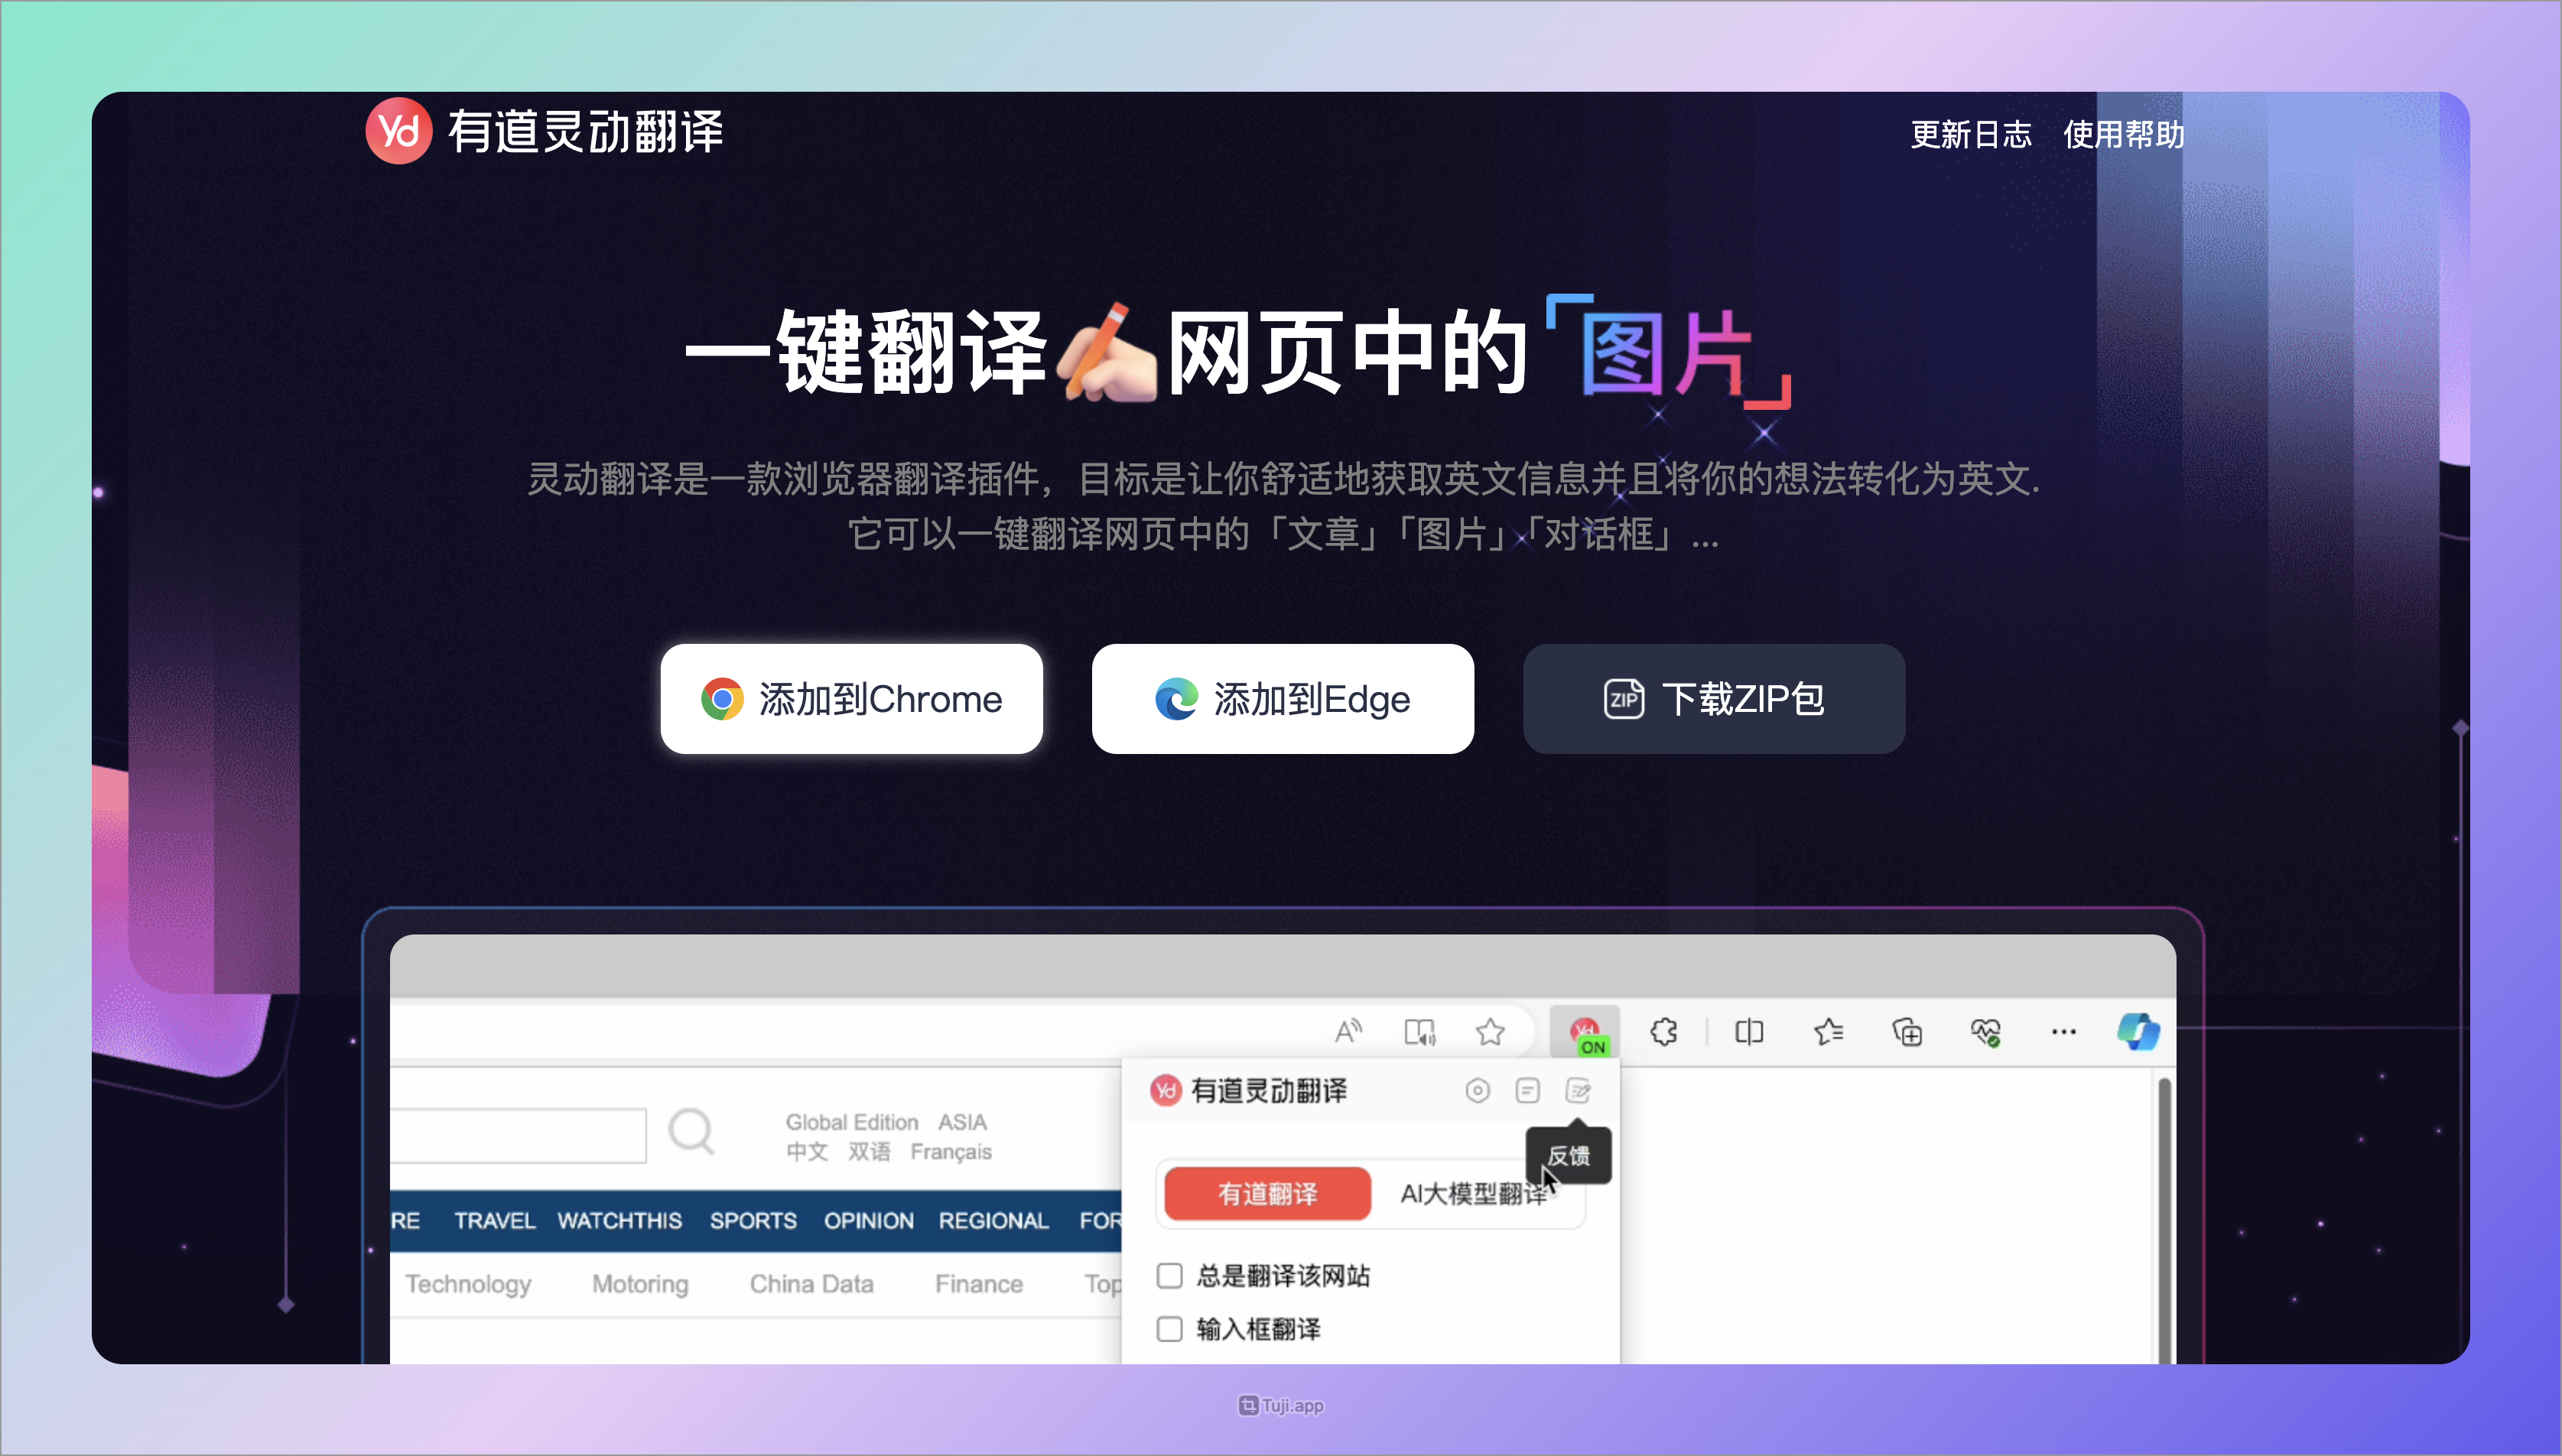 Yd 有道灵动翻译
更新日志 使用帮助
一键翻译✍🏻网页中的「图片」
灵动翻译是一款浏览器翻译插件，目标是让你舒适地获取英文信息并且将你的想法转化为英文.
它可以一键翻译网页中的「文章」「图片」「对话框」...
添加到Chrome
添加到Edge
ZIP 下载ZIP包
A
Yd
ON
Yd 有道灵动翻译
反馈
有道翻译 AI大模型翻译
总是翻译该网站
输入框翻译
Global Edition ASIA
中文 双语 Français
RE TRAVEL WATCHTHIS SPORTS OPINION REGIONAL FOR
Technology Motoring China Data Finance Top
Tuji.app